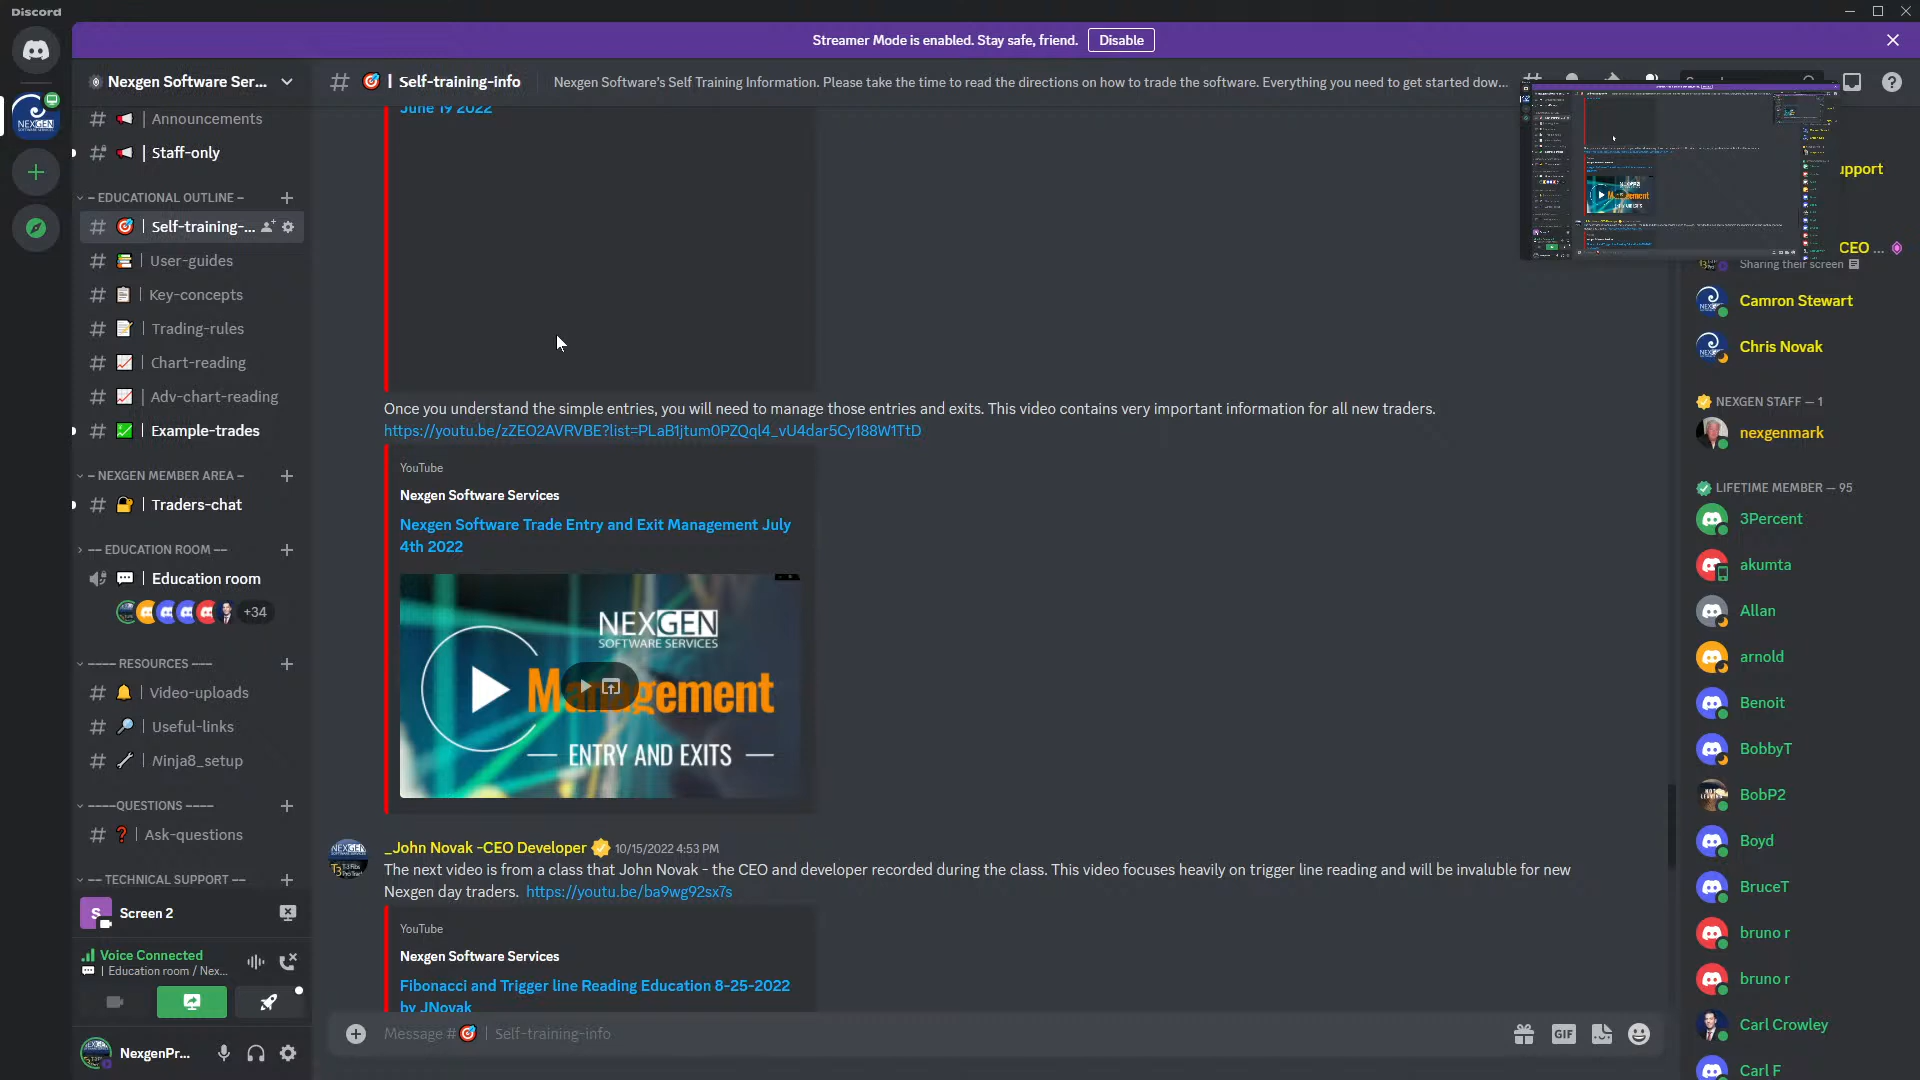 Discord
Streamer Mode is enabled. Stay safe, friend.
Disable
Nexgen Software Ser...
| Self-training-info
Nexgen Software's Self Training Information. Please take the time to read the directions on how to trade the software. Everything you need to get started dow...
| Announcements
| Staff-only
– EDUCATIONAL OUTLINE –
| Self-training-...
| User-guides
| Key-concepts
| Trading-rules
| Chart-reading
| Adv-chart-reading
| Example-trades
– NEXGEN MEMBER AREA –
| Traders-chat
–– EDUCATION ROOM ––
| Education room
+34
–––– RESOURCES –––
| Video-uploads
| Useful-links
| Ninja8_setup
––––QUESTIONS ––––
| Ask-questions
–– TECHNICAL SUPPORT ––
S
Screen 2
Voice Connected
| Education room / Nex...
NexgenPr...
June 19 2022
Once you understand the simple entries, you will need to manage those entries and exits. This video contains very important information for all new traders.
https://youtu.be/zZEO2AVRVBE?list=PLaB1jtum0PZQql4_vU4dar5Cy188W1TtD
YouTube
Nexgen Software Services
Nexgen Software Trade Entry and Exit Management July
4th 2022
NEXGEN
SOFTWARE SERVICES
Management
— ENTRY AND EXITS —
_John Novak -CEO Developer
10/15/2022 4:53 PM
The next video is from a class that John Novak - the CEO and developer recorded during the class. This video focuses heavily on trigger line reading and will be invaluble for new
Nexgen day traders. https://youtu.be/ba9wg92sx7s
YouTube
Nexgen Software Services
Fibonacci and Trigger line Reading Education 8-25-2022
by JNovak
Message # | Self-training-info
GIF
CEO ...
Sharing their screen
Camron Stewart
Chris Novak
NEXGEN STAFF — 1
nexgenmark
LIFETIME MEMBER — 95
3Percent
akumta
Allan
arnold
Benoit
BobbyT
BobP2
Boyd
BruceT
bruno r
bruno r
Carl Crowley
Carl F